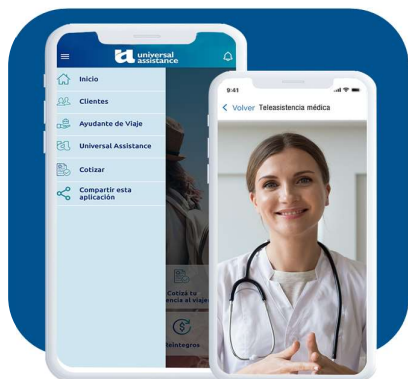 universal
assistance
Inicio
Clientes
Ayudante de Viaje
Universal Assistance
Cotizar
Compartir esta
aplicación
Cotizá tu
encia al viaje
eintegros
9:41
Volver Teleasistencia médica